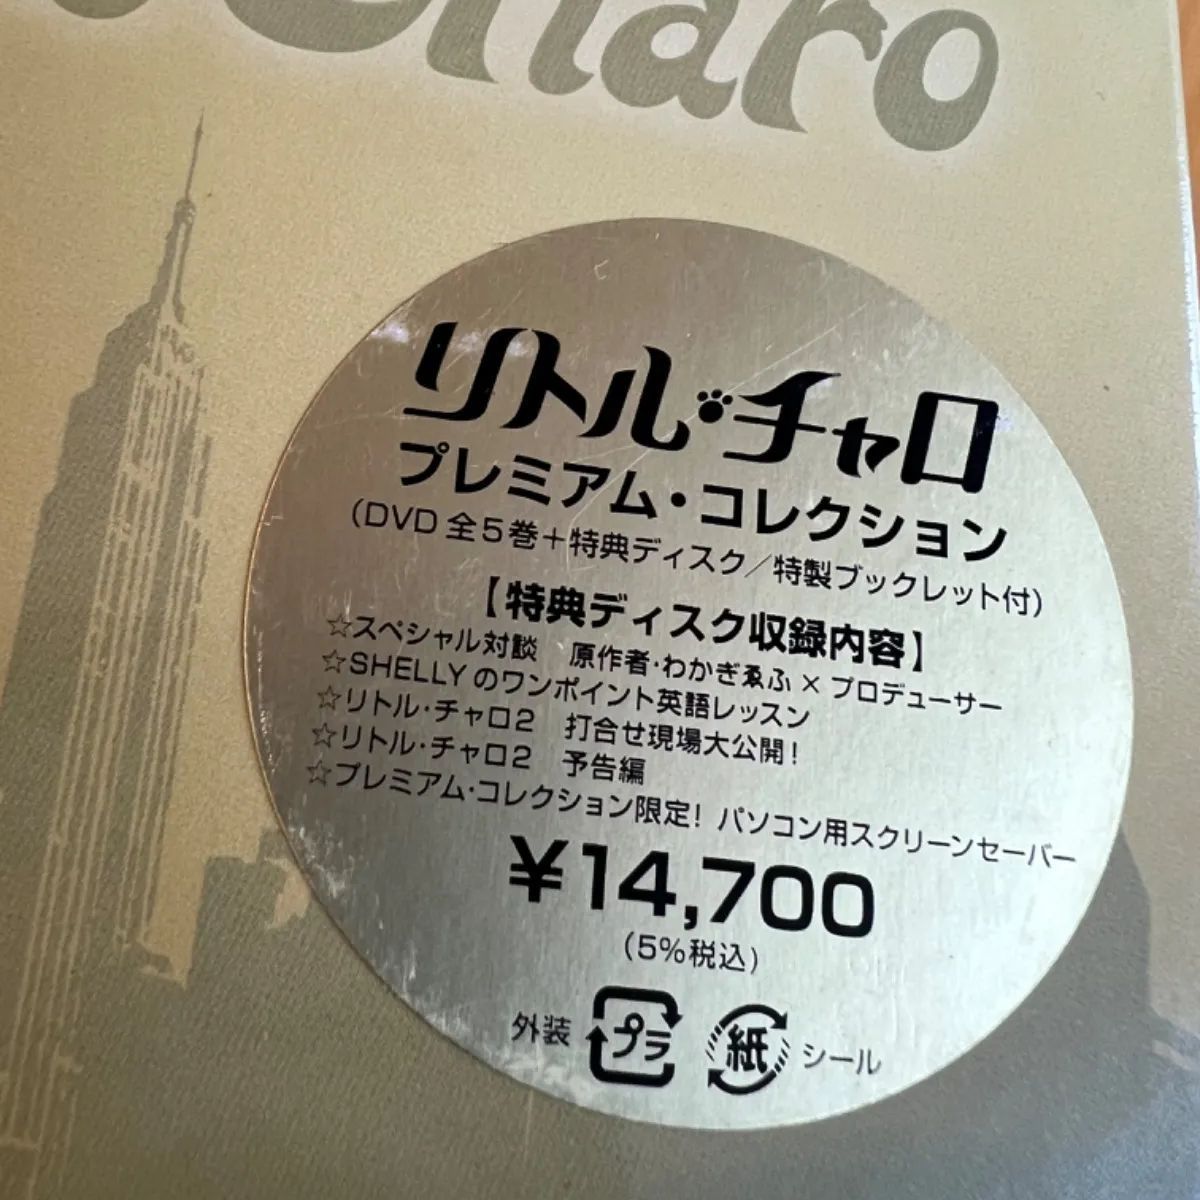 Charo
リトル・チャロ
プレミアム・コレクション
(DVD 全5巻+特典ディスク/特製ブックレット付)
【特典ディスク収録内容】
☆スペシャル対談 原作者・わかぎゑふ×プロデューサー
☆SHELLYのワンポイント英語レッスン
☆リトル・チャロ2 打合せ現場大公開!
☆リトル・チャロ2 予告編
☆プレミアム・コレクション限定! パソコン用スクリーンセーバー
¥14,700
(5%税込)
外装 プラ 紙 シール